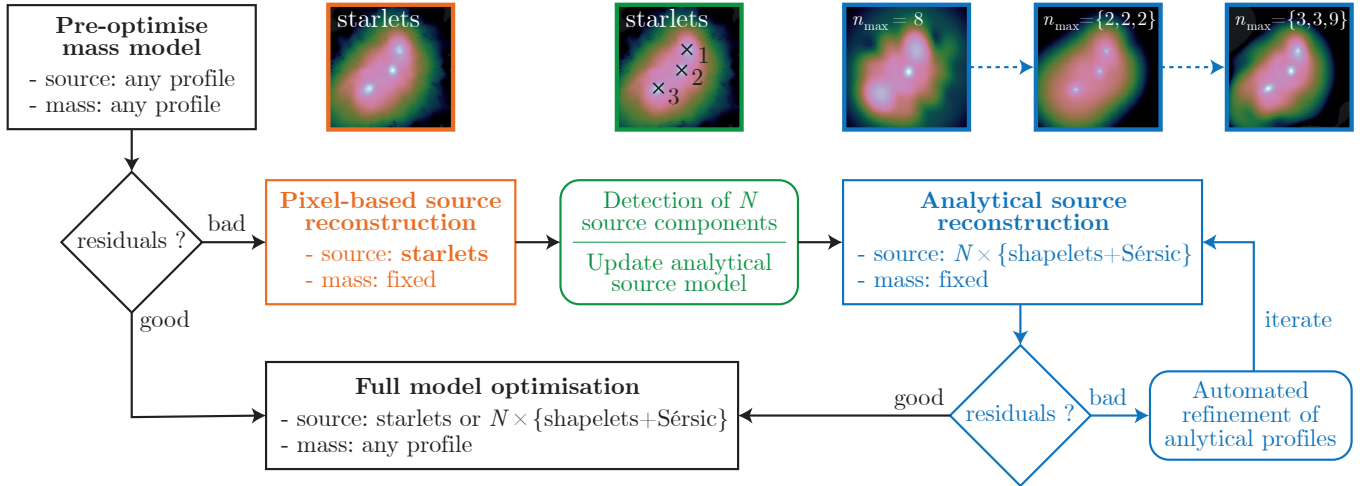 Pre-optimise
mass model
- source: any profile
- mass: any profile
starlets
starlets
1
2
3
n_max = 8
n_max={2,2,2}
n_max={3,3,9}
residuals ?
bad
good
Pixel-based source
reconstruction
- source: starlets
- mass: fixed
Detection of N
source components
Update analytical
source model
Analytical source
reconstruction
- source: N × {shapelets+Sérsic}
- mass: fixed
iterate
Full model optimisation
- source: starlets or N × {shapelets+Sérsic}
- mass: any profile
good
residuals ?
bad
Automated
refinement of
anlytical profiles